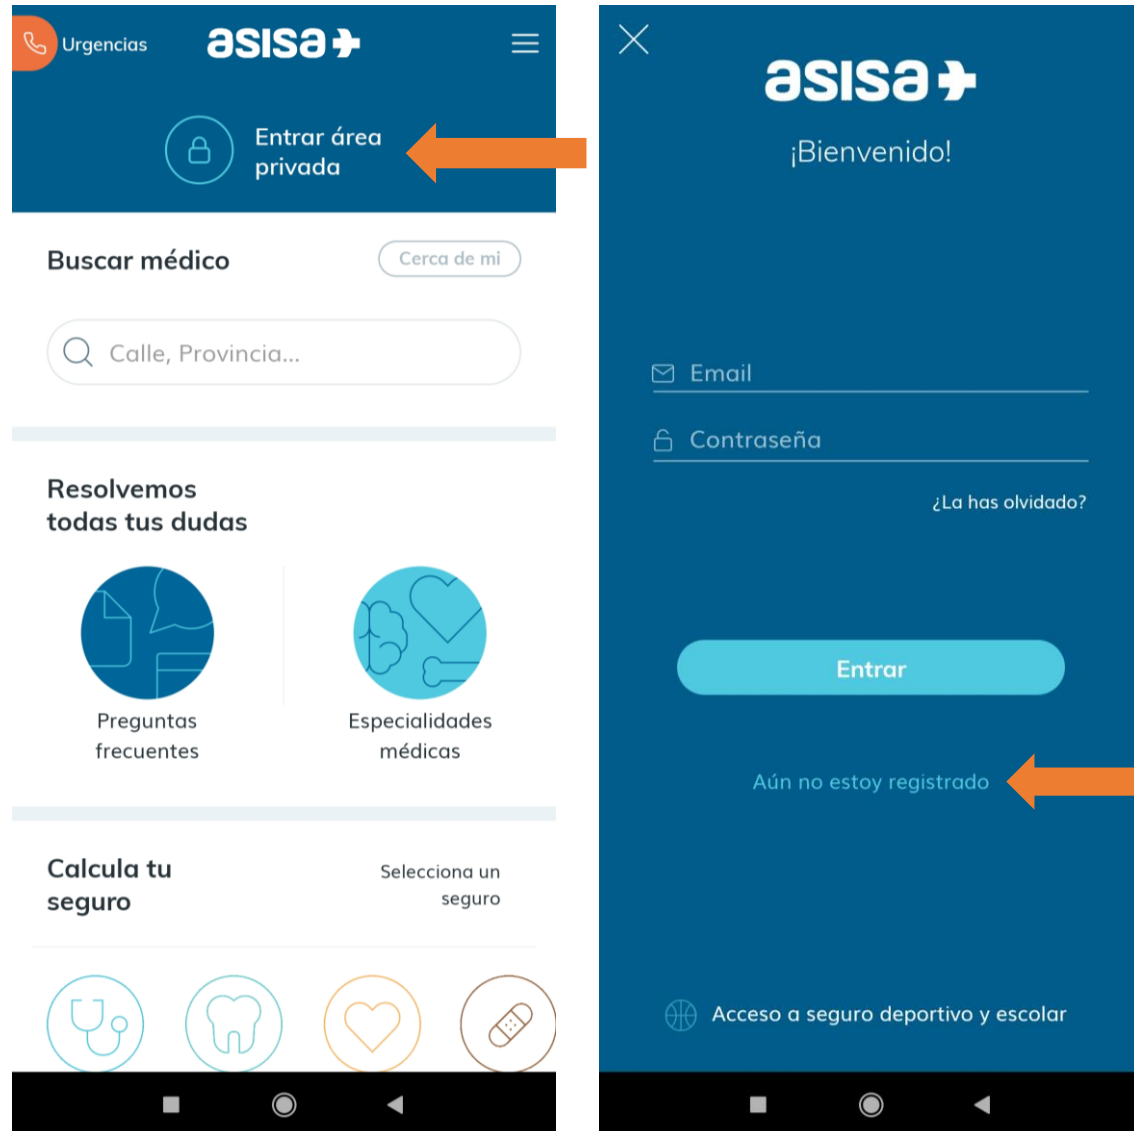 Urgencias
asisa
Entrar área
privada
Buscar médico
Cerca de mi
Calle, Provincia...
Resolvemos
todas tus dudas
Preguntas
frecuentes
Especialidades
médicas
Calcula tu
seguro
Selecciona un
seguro
asisa
¡Bienvenido!
Email
Contraseña
¿La has olvidado?
Entrar
Aún no estoy registrado
Acceso a seguro deportivo y escolar